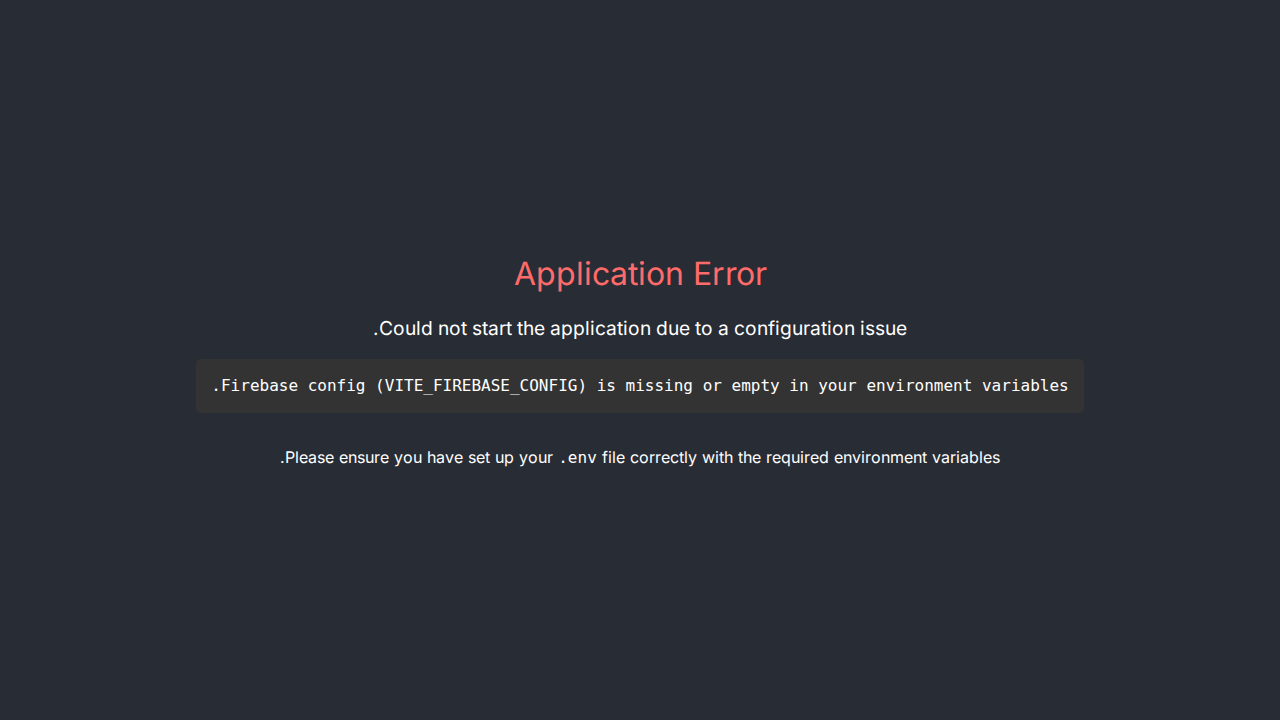 Application Error
.Could not start the application due to a configuration issue
.Firebase config (VITE_FIREBASE_CONFIG) is missing or empty in your environment variables
.Please ensure you have set up your .env file correctly with the required environment variables